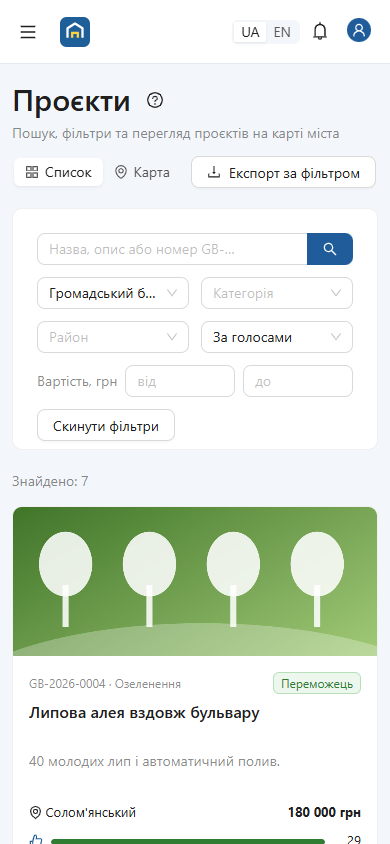 UA EN
Проєкти
Пошук, фільтри та перегляд проєктів на карті міста
Список Карта Експорт за фільтром
Назва, опис або номер GB-...
Громадський б... Категорія
Район За голосами
Вартість, грн від до
Скинути фільтри
Знайдено: 7
GB-2026-0004 · Озеленення Переможець
Липова алея вздовж бульвару
40 молодих лип і автоматичний полив.
Солом'янський 180 000 грн
29